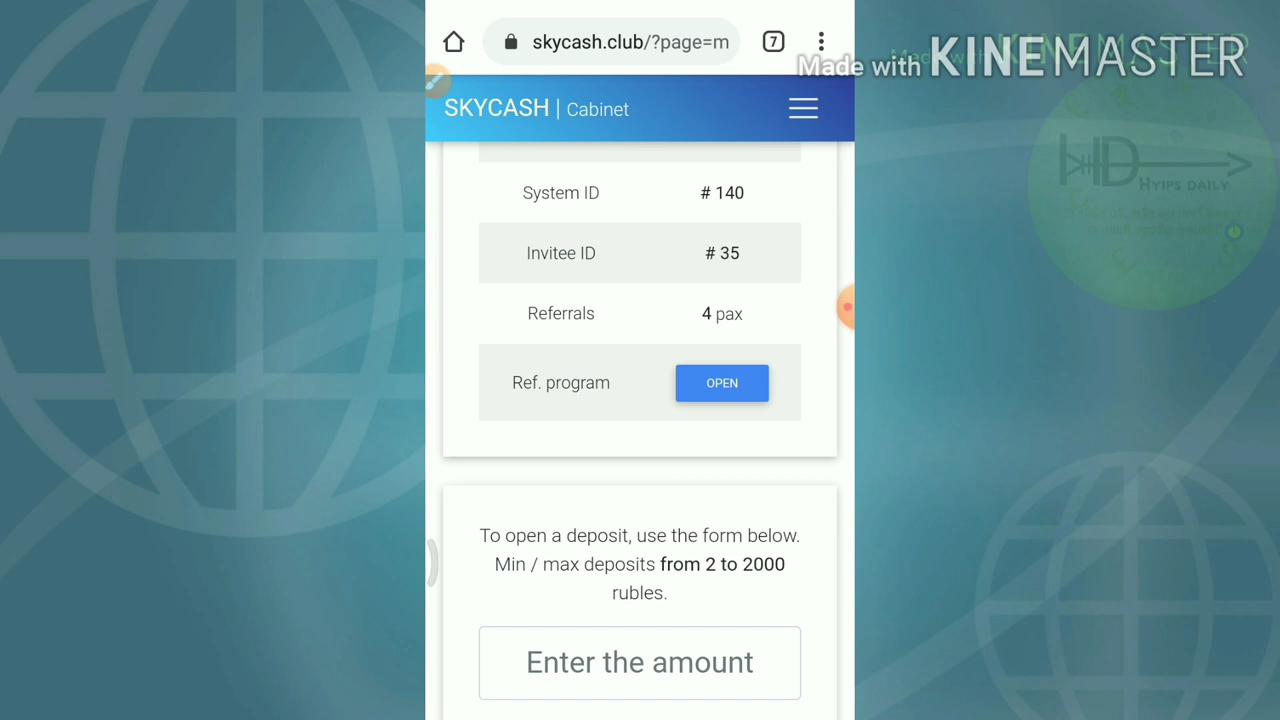 skycash.club/?page=m
7
Made with KINEMASTER
SKYCASH | Cabinet
HD
HYIPS DAILY
System ID # 140
Invitee ID # 35
Referrals 4 pax
Ref. program OPEN
To open a deposit, use the form below.
Min / max deposits from 2 to 2000
rubles.
Enter the amount